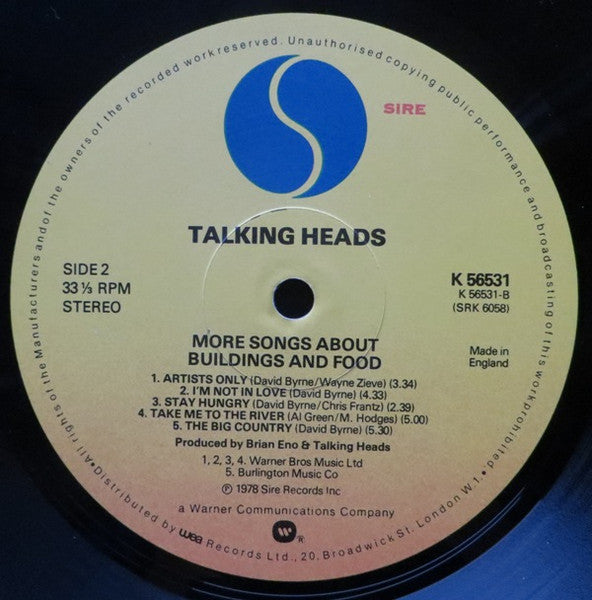 •All rights of the Manufacturers and of the owners of the recorded work reserved. Unauthorised copying public performance and broadcasting of this work prohibited
SIRE
TALKING HEADS
SIDE 2
33 ⅓ RPM
STEREO
K 56531
K 56531-B
(SRK 6058)
MORE SONGS ABOUT
BUILDINGS AND FOOD
Made in
England
1. ARTISTS ONLY (David Byrne/Wayne Zieve) (3.34)
2. I'M NOT IN LOVE (David Byrne) (4.33)
3. STAY HUNGRY (David Byrne/Chris Frantz) (2.39)
4. TAKE ME TO THE RIVER (Al Green/M. Hodges) (5.00)
5. THE BIG COUNTRY (David Byrne) (5.30)
Produced by Brian Eno & Talking Heads
1, 2, 3, 4. Warner Bros Music Ltd
5. Burlington Music Co
℗ 1978 Sire Records Inc
a Warner Communications Company
W ®
•Distributed by wea Records Ltd., 20, Broadwick St. London W1.•